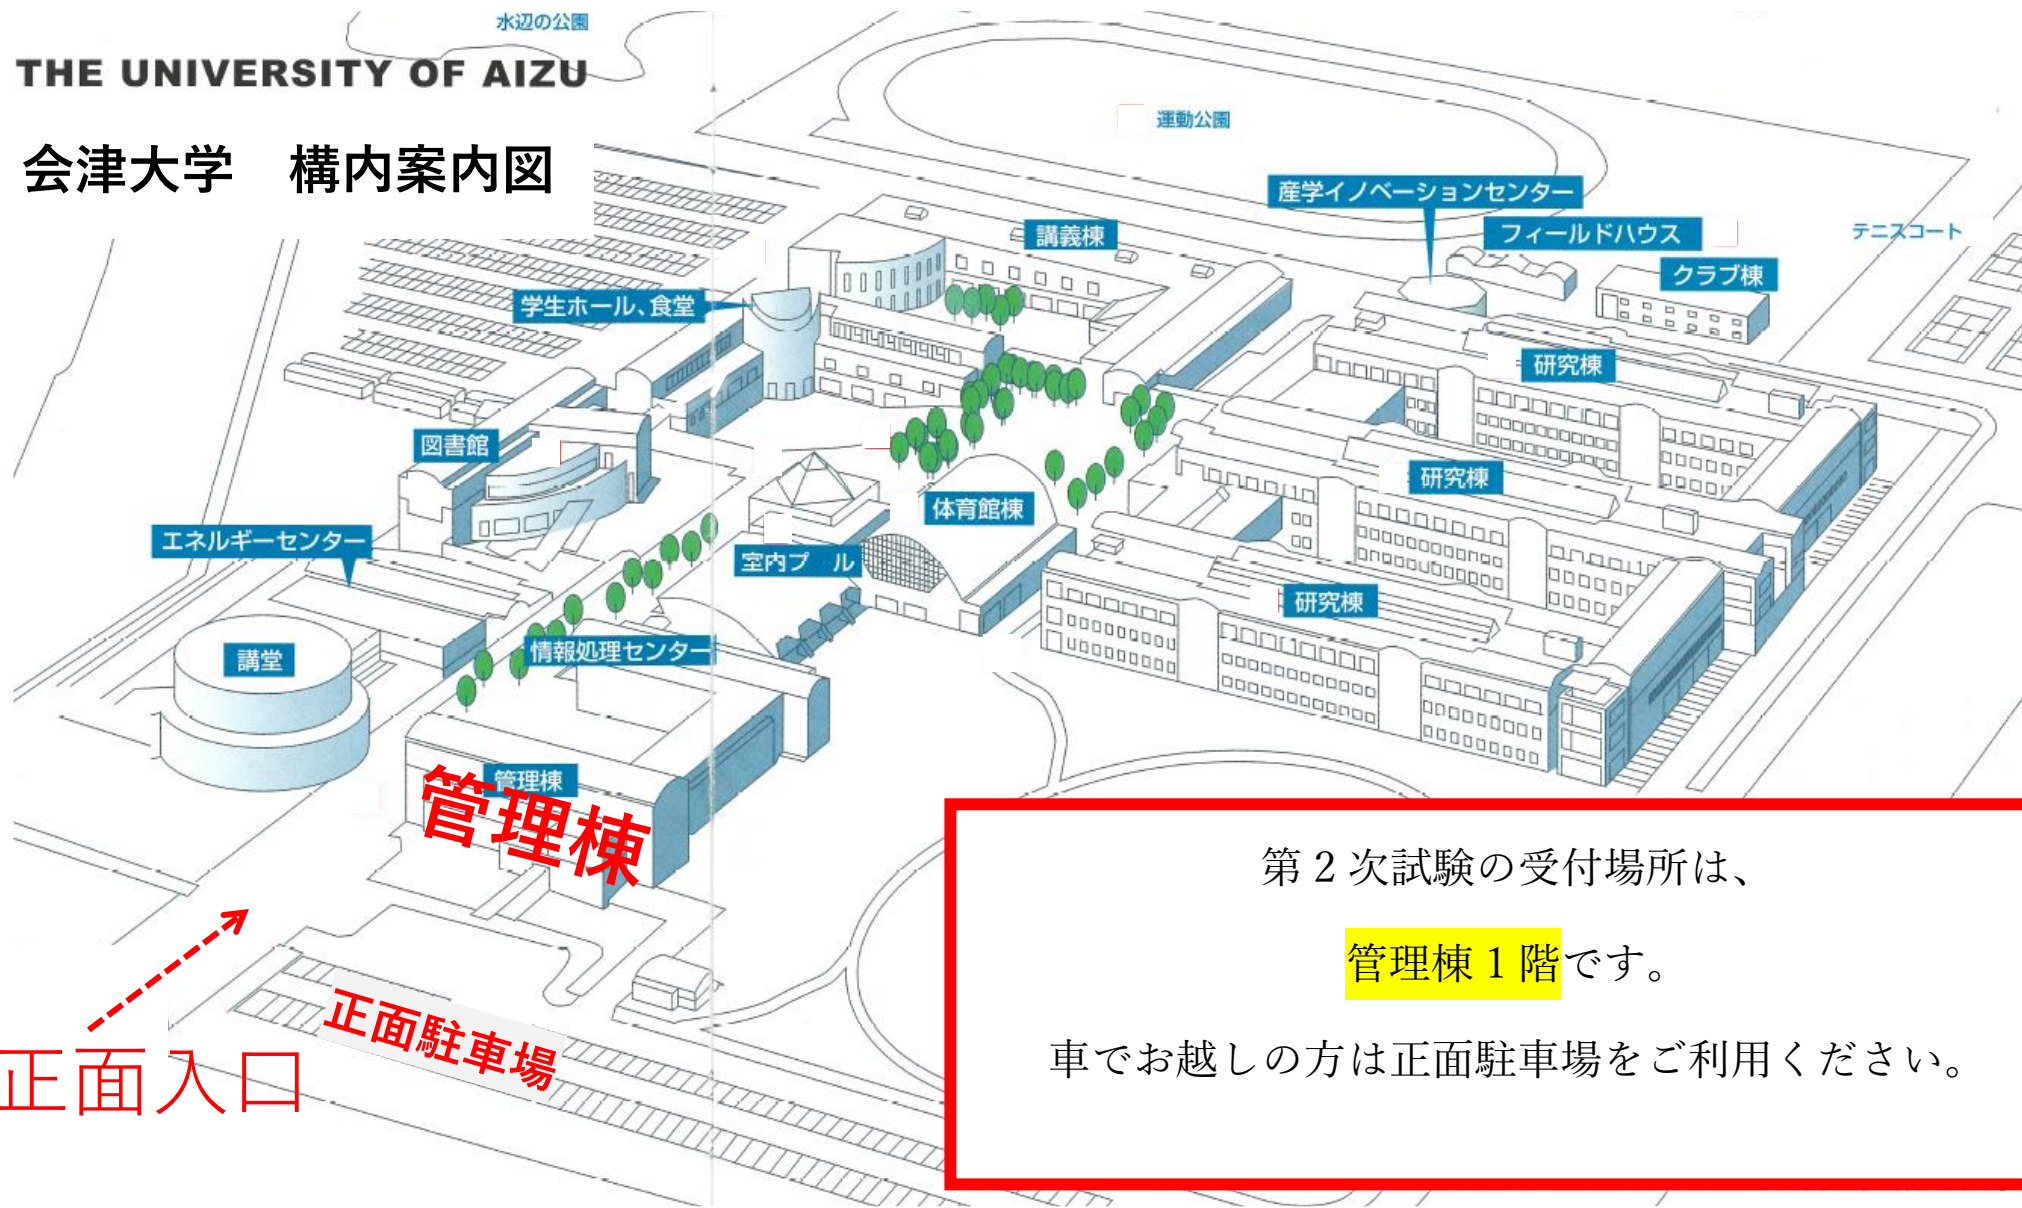 水辺の公園
THE UNIVERSITY OF AIZU
会津大学　構内案内図
運動公園
産学イノベーションセンター
フィールドハウス
テニスコート
講義棟
クラブ棟
学生ホール、食堂
研究棟
図書館
研究棟
体育館棟
エネルギーセンター
室内プ　ル
研究棟
講堂
情報処理センター
管理棟
管理棟
第２次試験の受付場所は、
管理棟１階です。
車でお越しの方は正面駐車場をご利用ください。
正面駐車場
正面入口